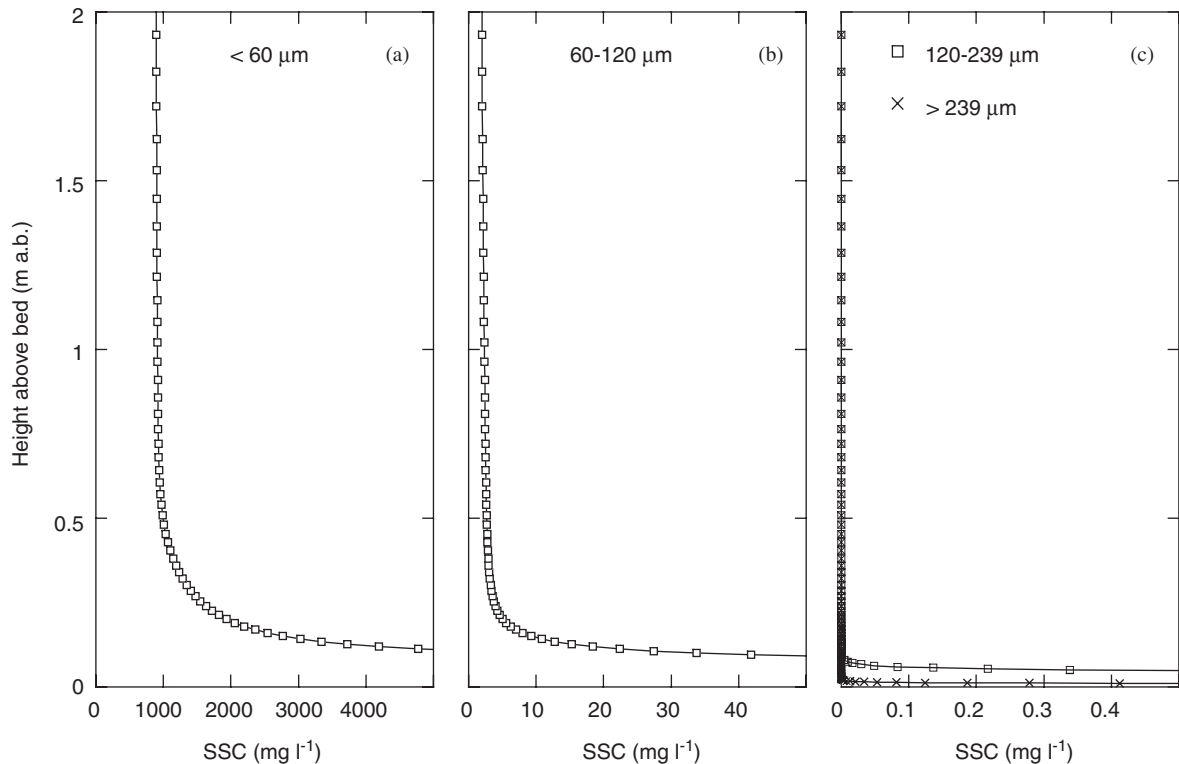 2
1.5
1
0.5
0
Height above bed (m a.b.)
< 60 μm
(a)
0 1000 2000 3000 4000
SSC (mg l⁻¹)
60-120 μm
(b)
0 10 20 30 40
SSC (mg l⁻¹)
120-239 μm
(c)
> 239 μm
0 0.1 0.2 0.3 0.4
SSC (mg l⁻¹)